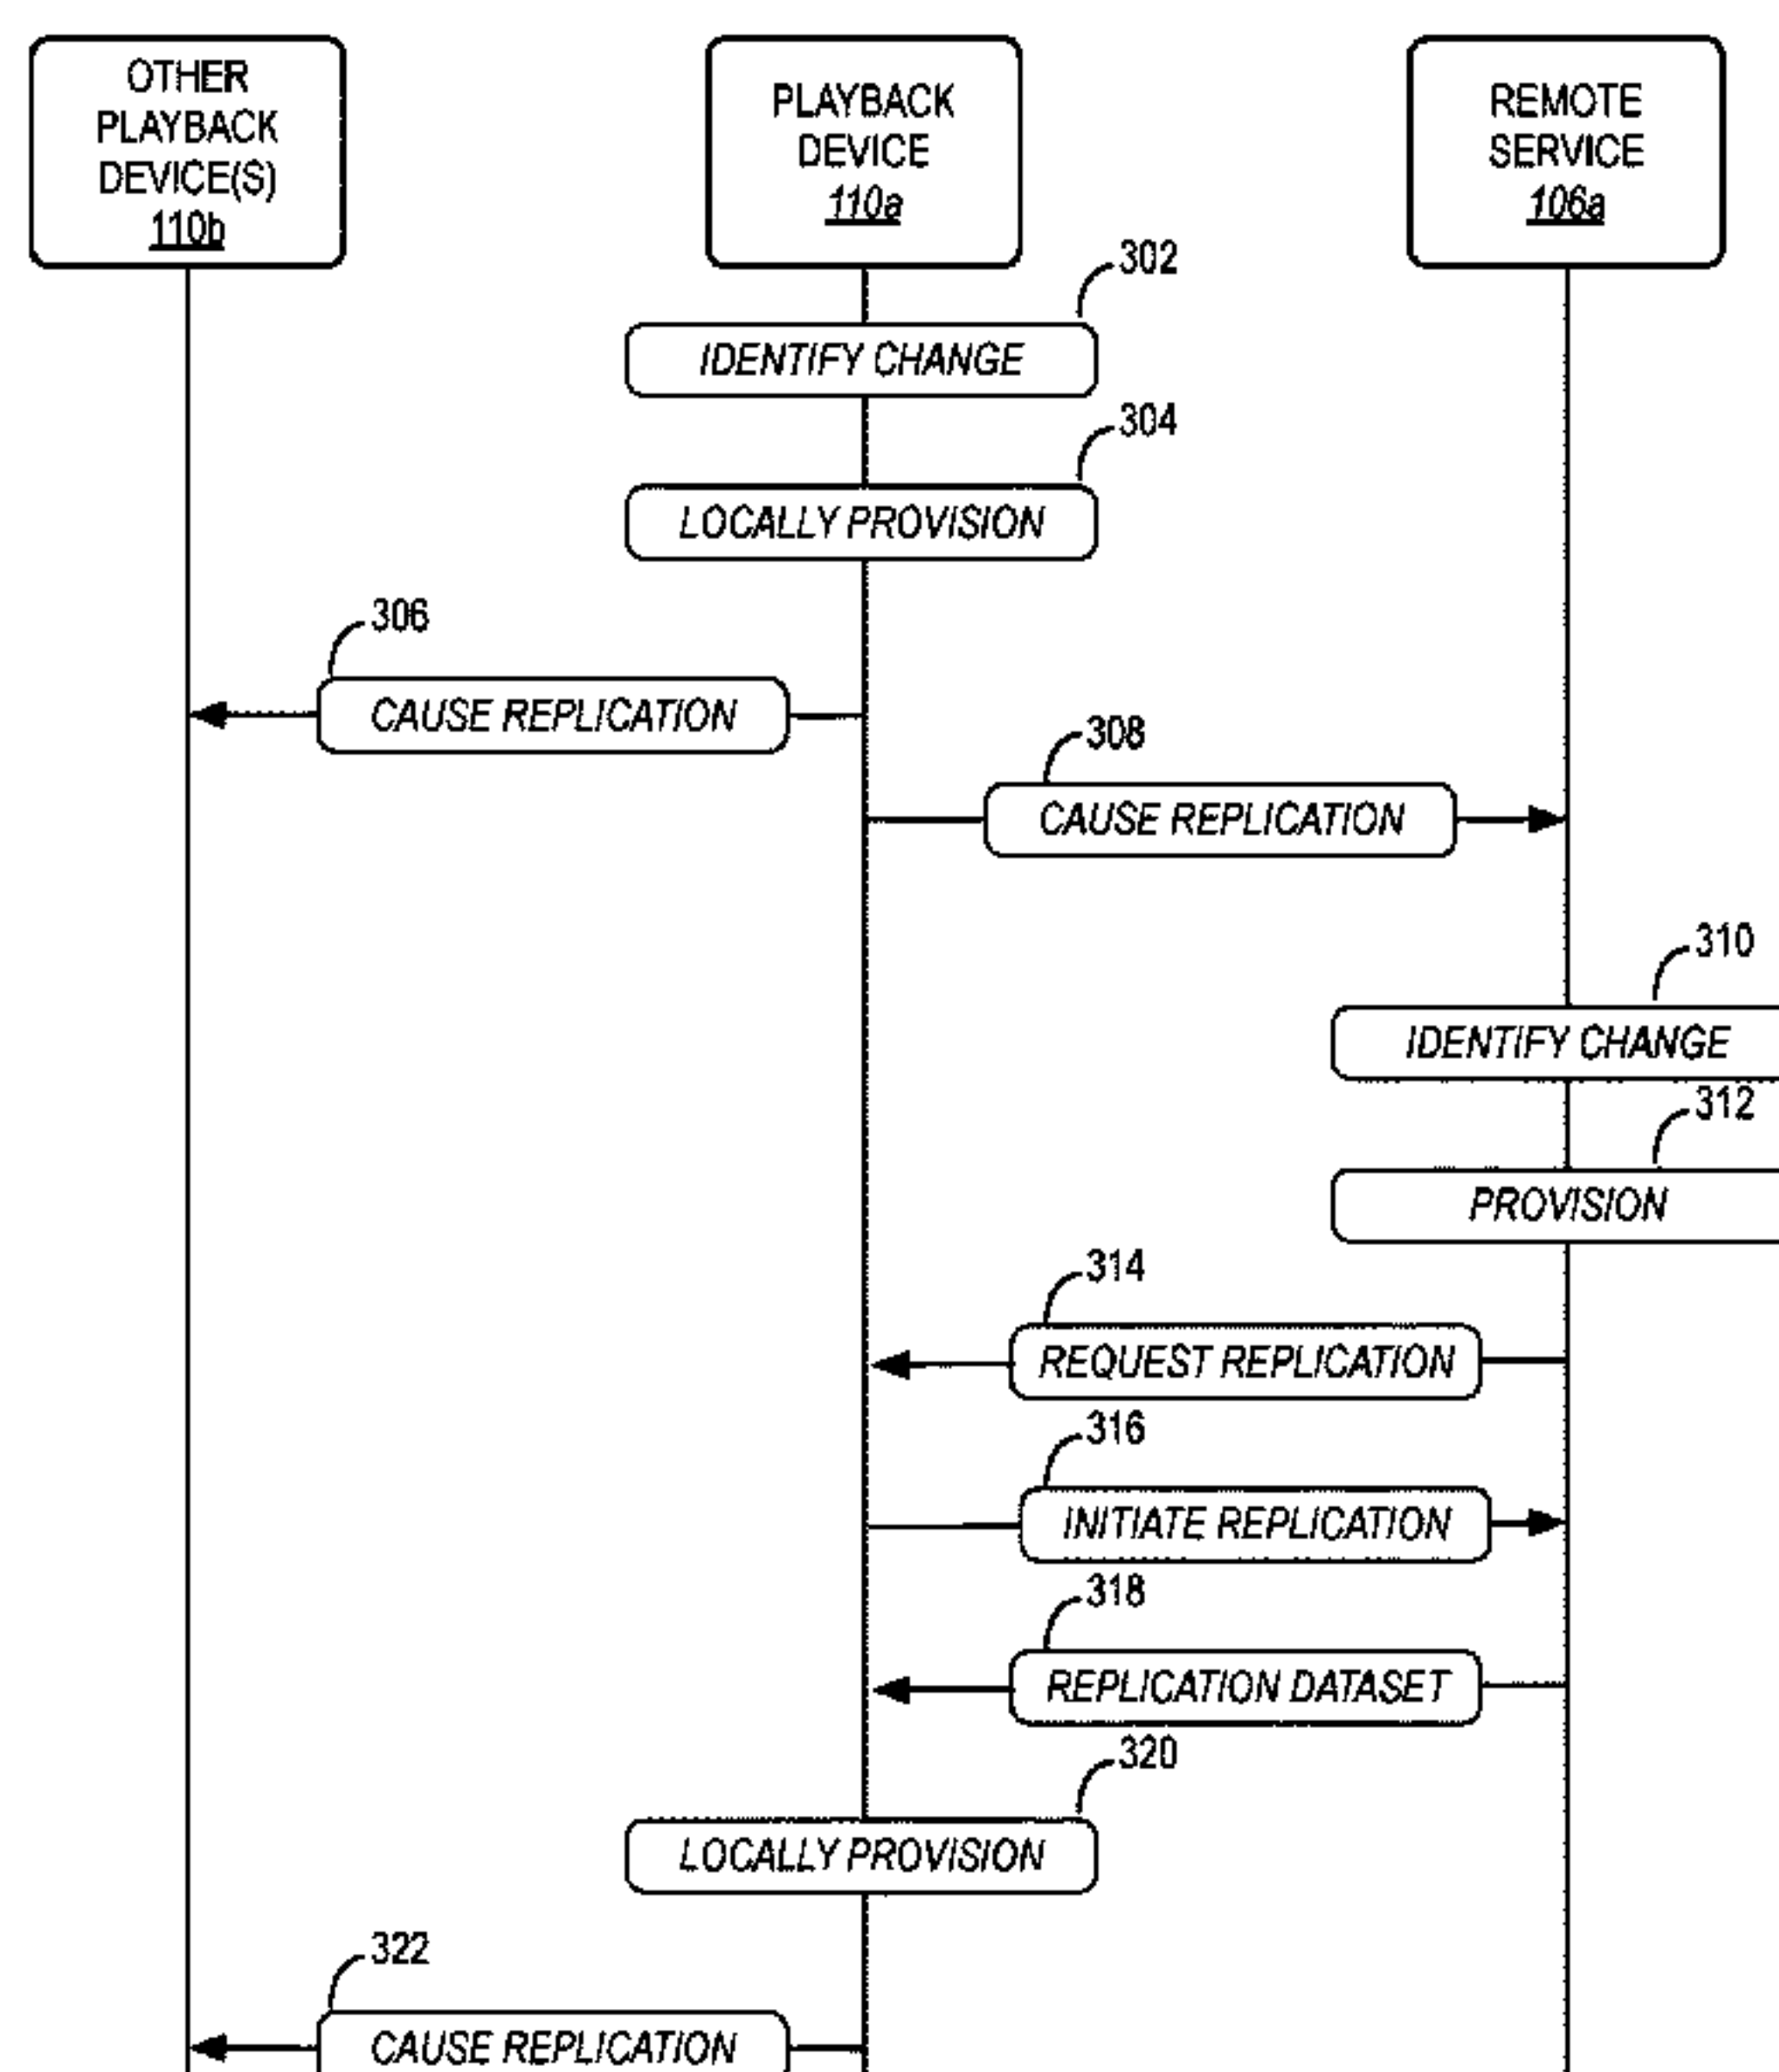 OTHER
PLAYBACK
DEVICE(S)
110b
PLAYBACK
DEVICE
110a
REMOTE
SERVICE
106a
302
IDENTIFY CHANGE
304
LOCALLY PROVISION
306
CAUSE REPLICATION
308
CAUSE REPLICATION
310
IDENTIFY CHANGE
312
PROVISION
314
REQUEST REPLICATION
316
INITIATE REPLICATION
318
REPLICATION DATASET
320
LOCALLY PROVISION
322
CAUSE REPLICATION